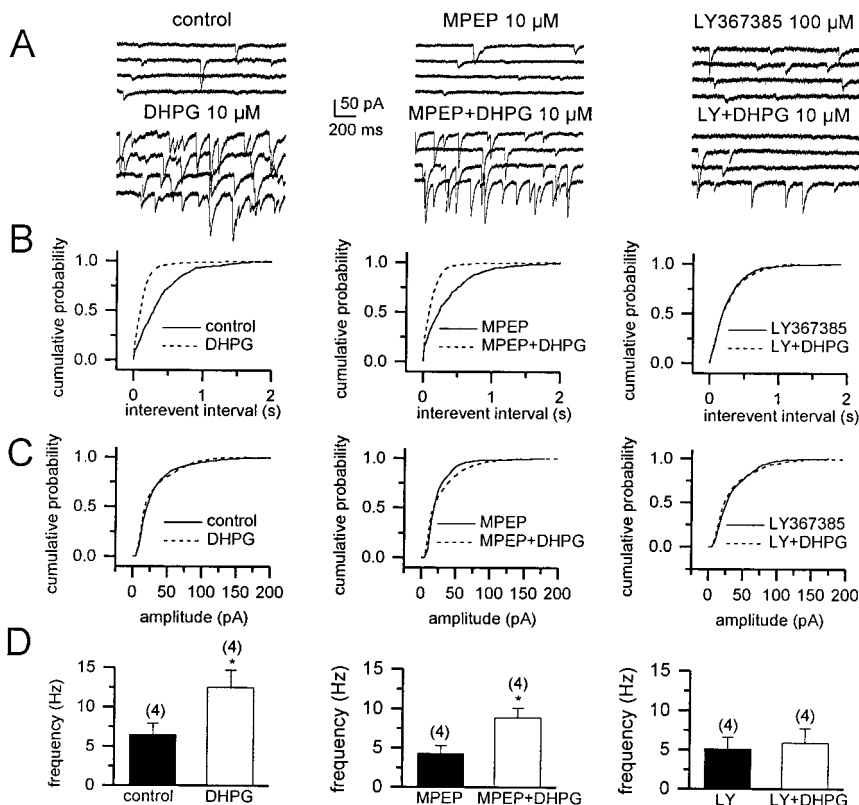 A
control
MPEP 10 µM
LY367385 100 µM
DHPG 10 µM
50 pA
200 ms
MPEP+DHPG 10 µM
LY+DHPG 10 µM
B
cumulative probability
1.0
0.5
0.0
control
DHPG
0
1
2
interevent interval (s)
cumulative probability
1.0
0.5
0.0
MPEP
MPEP+DHPG
0
1
2
interevent interval (s)
cumulative probability
1.0
0.5
0.0
LY367385
LY+DHPG
0
1
2
interevent interval (s)
C
cumulative probability
1.0
0.5
0.0
control
DHPG
0 50 100 150 200
amplitude (pA)
cumulative probability
1.0
0.5
0.0
MPEP
MPEP+DHPG
0 50 100 150 200
amplitude (pA)
cumulative probability
1.0
0.5
0.0
LY367385
LY+DHPG
0 50 100 150 200
amplitude (pA)
D
frequency (Hz)
15
10
5
0
(4)
(4)
*
control
DHPG
frequency (Hz)
15
10
5
0
(4)
(4)
*
MPEP
MPEP+DHPG
frequency (Hz)
15
10
5
0
(4)
(4)
LY
LY+DHPG